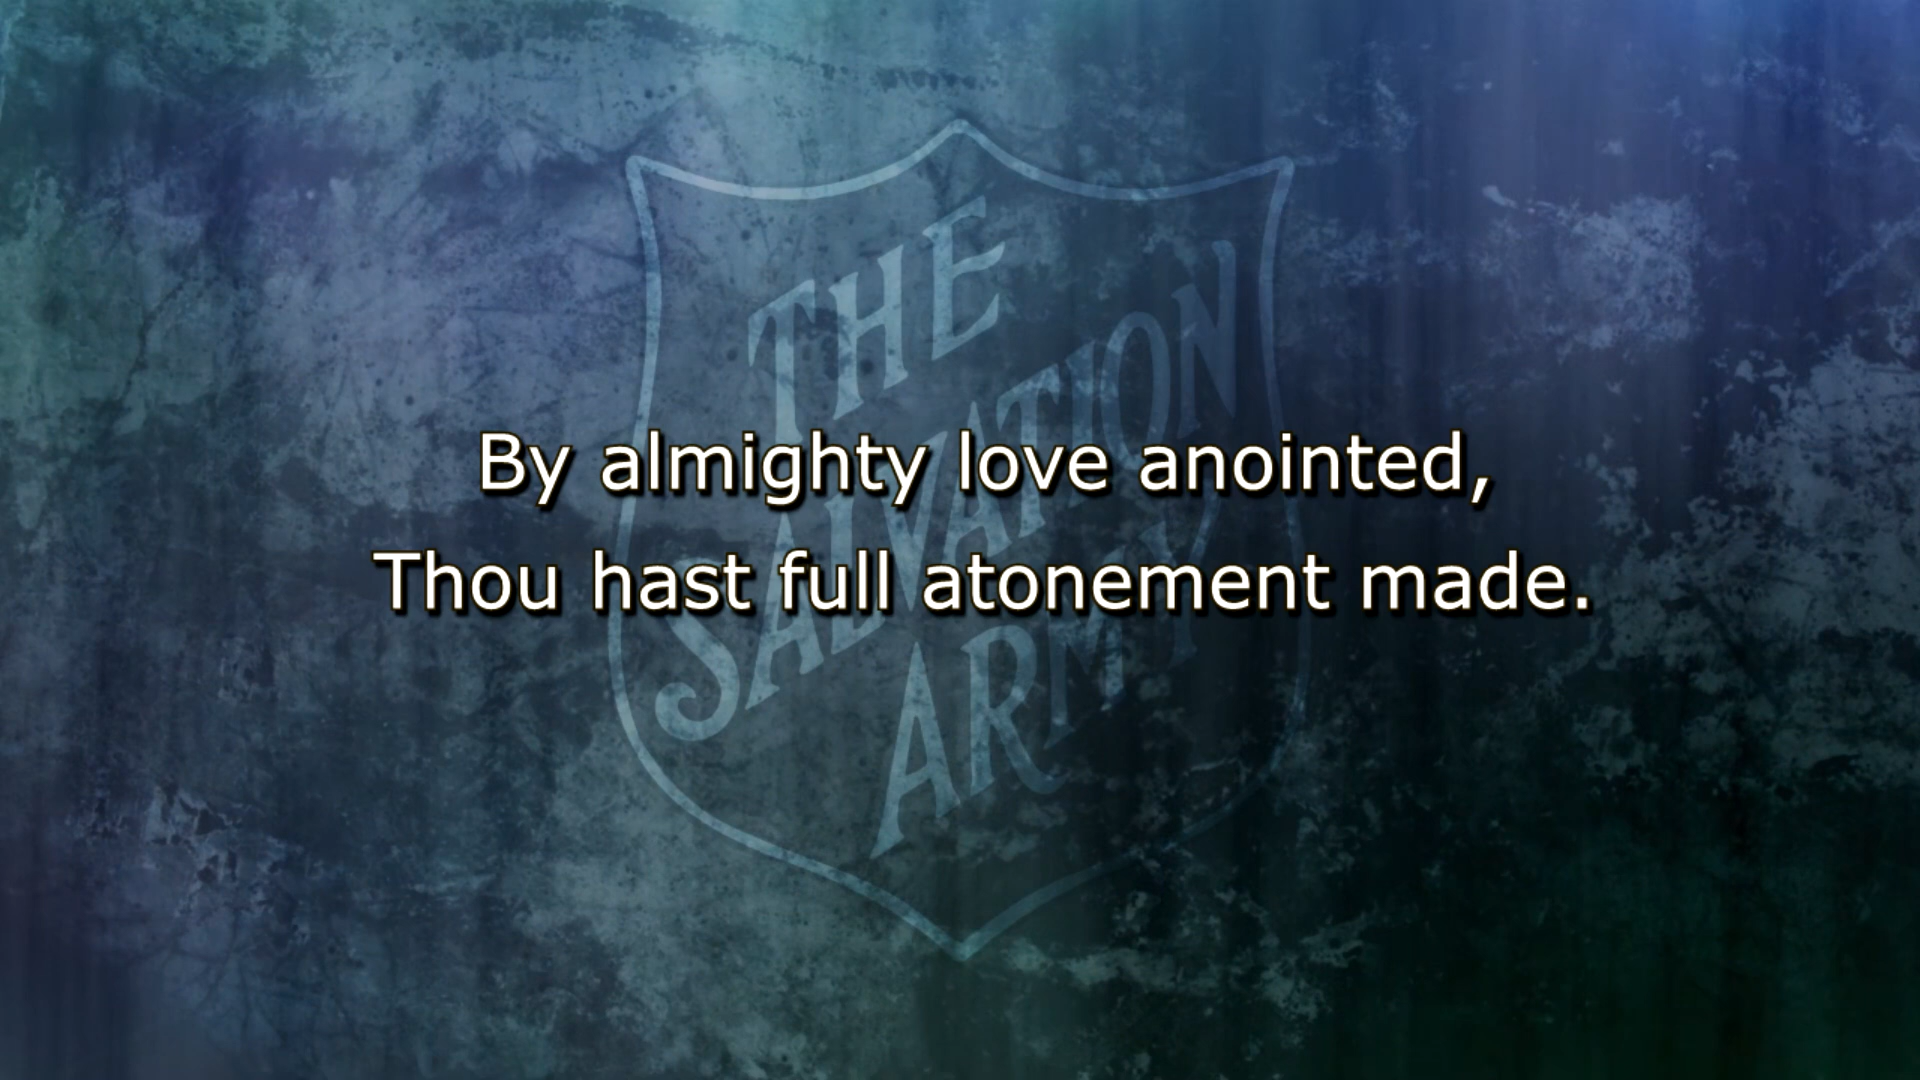 THE
SALVATION
ARMY
By almighty love anointed,
Thou hast full atonement made.